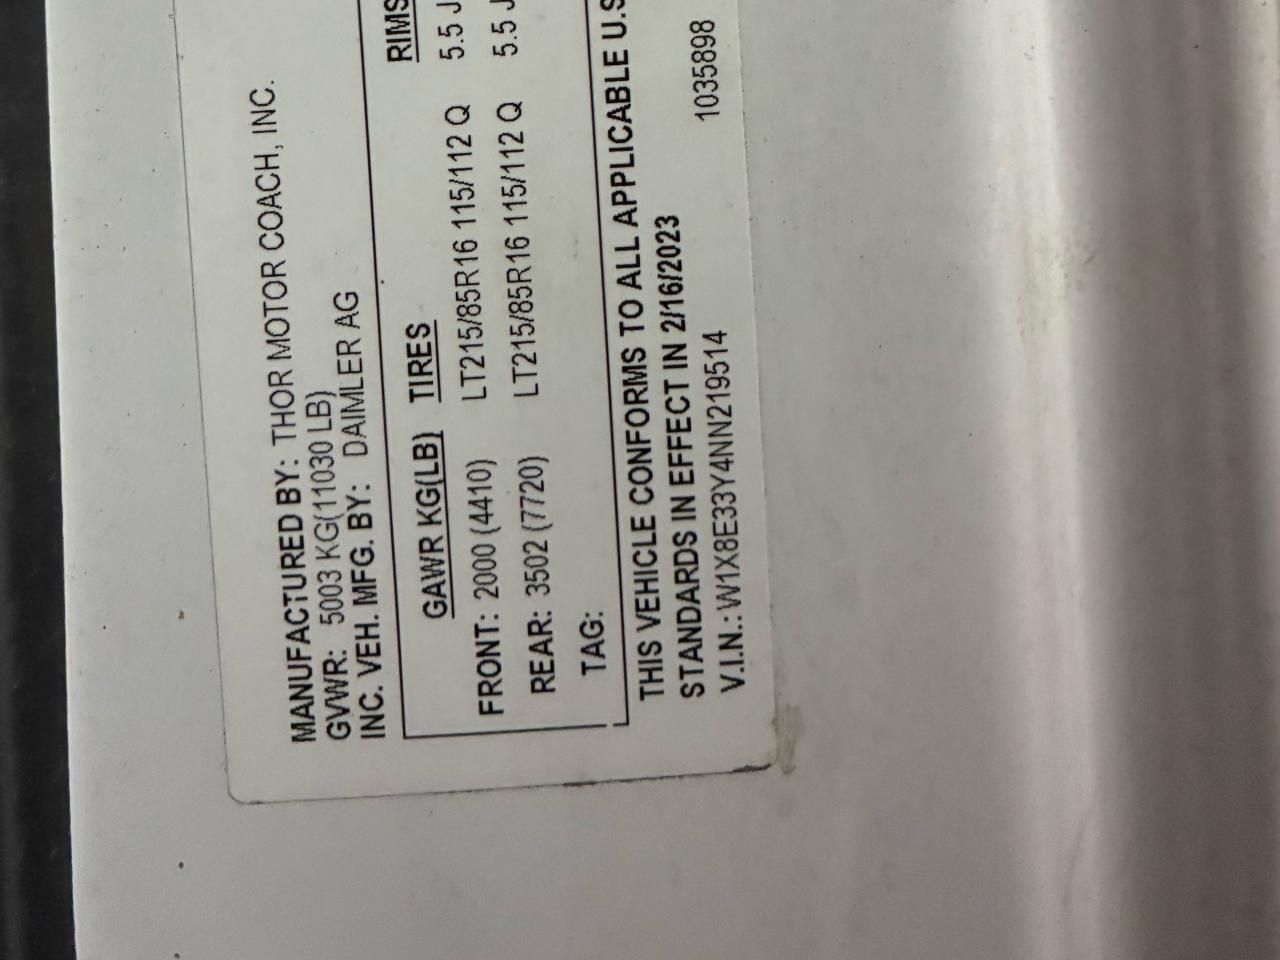 MANUFACTURED BY: THOR MOTOR COACH, INC.
GVWR: 5003 KG(11030 LB)
INC. VEH. MFG. BY: DAIMLER AG
GAWR KG(LB) TIRES RIMS
FRONT: 2000 (4410) LT215/85R16 115/112 Q 5.5 J
REAR: 3502 (7720) LT215/85R16 115/112 Q 5.5 J
TAG:
THIS VEHICLE CONFORMS TO ALL APPLICABLE U.S
STANDARDS IN EFFECT IN 2/16/2023
V.I.N.: W1X8E33Y4NN219514 1035898